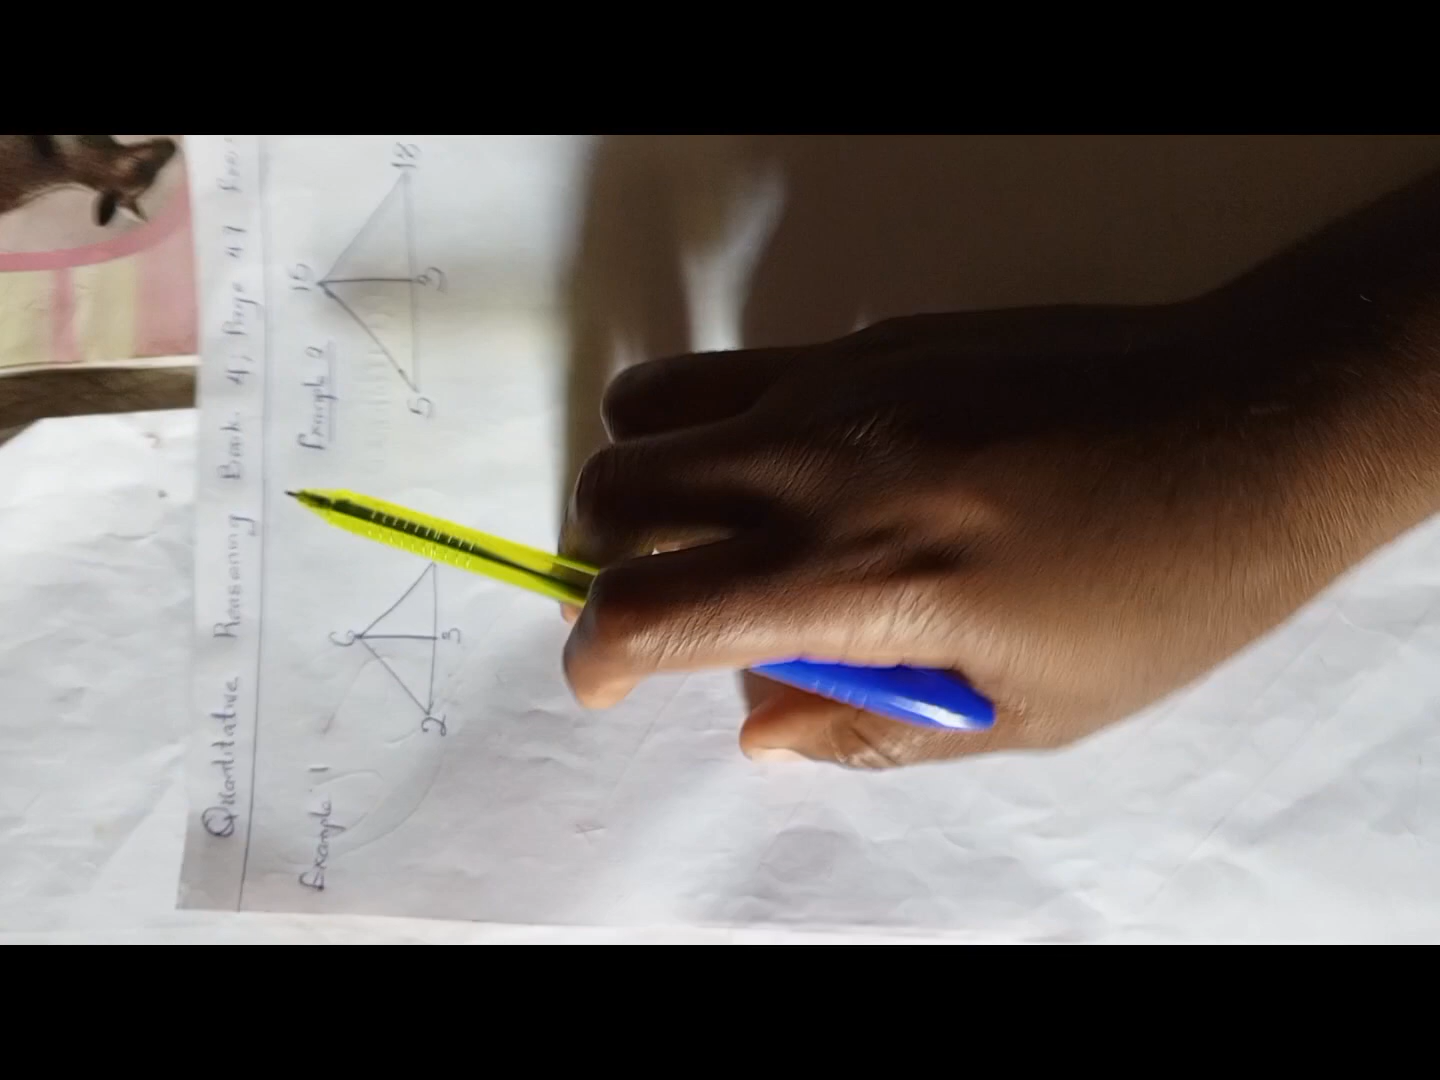 Quantitative Reasoning Book 4; Page 47
Example 1
6
2 3
Example 2
15
5 3 18